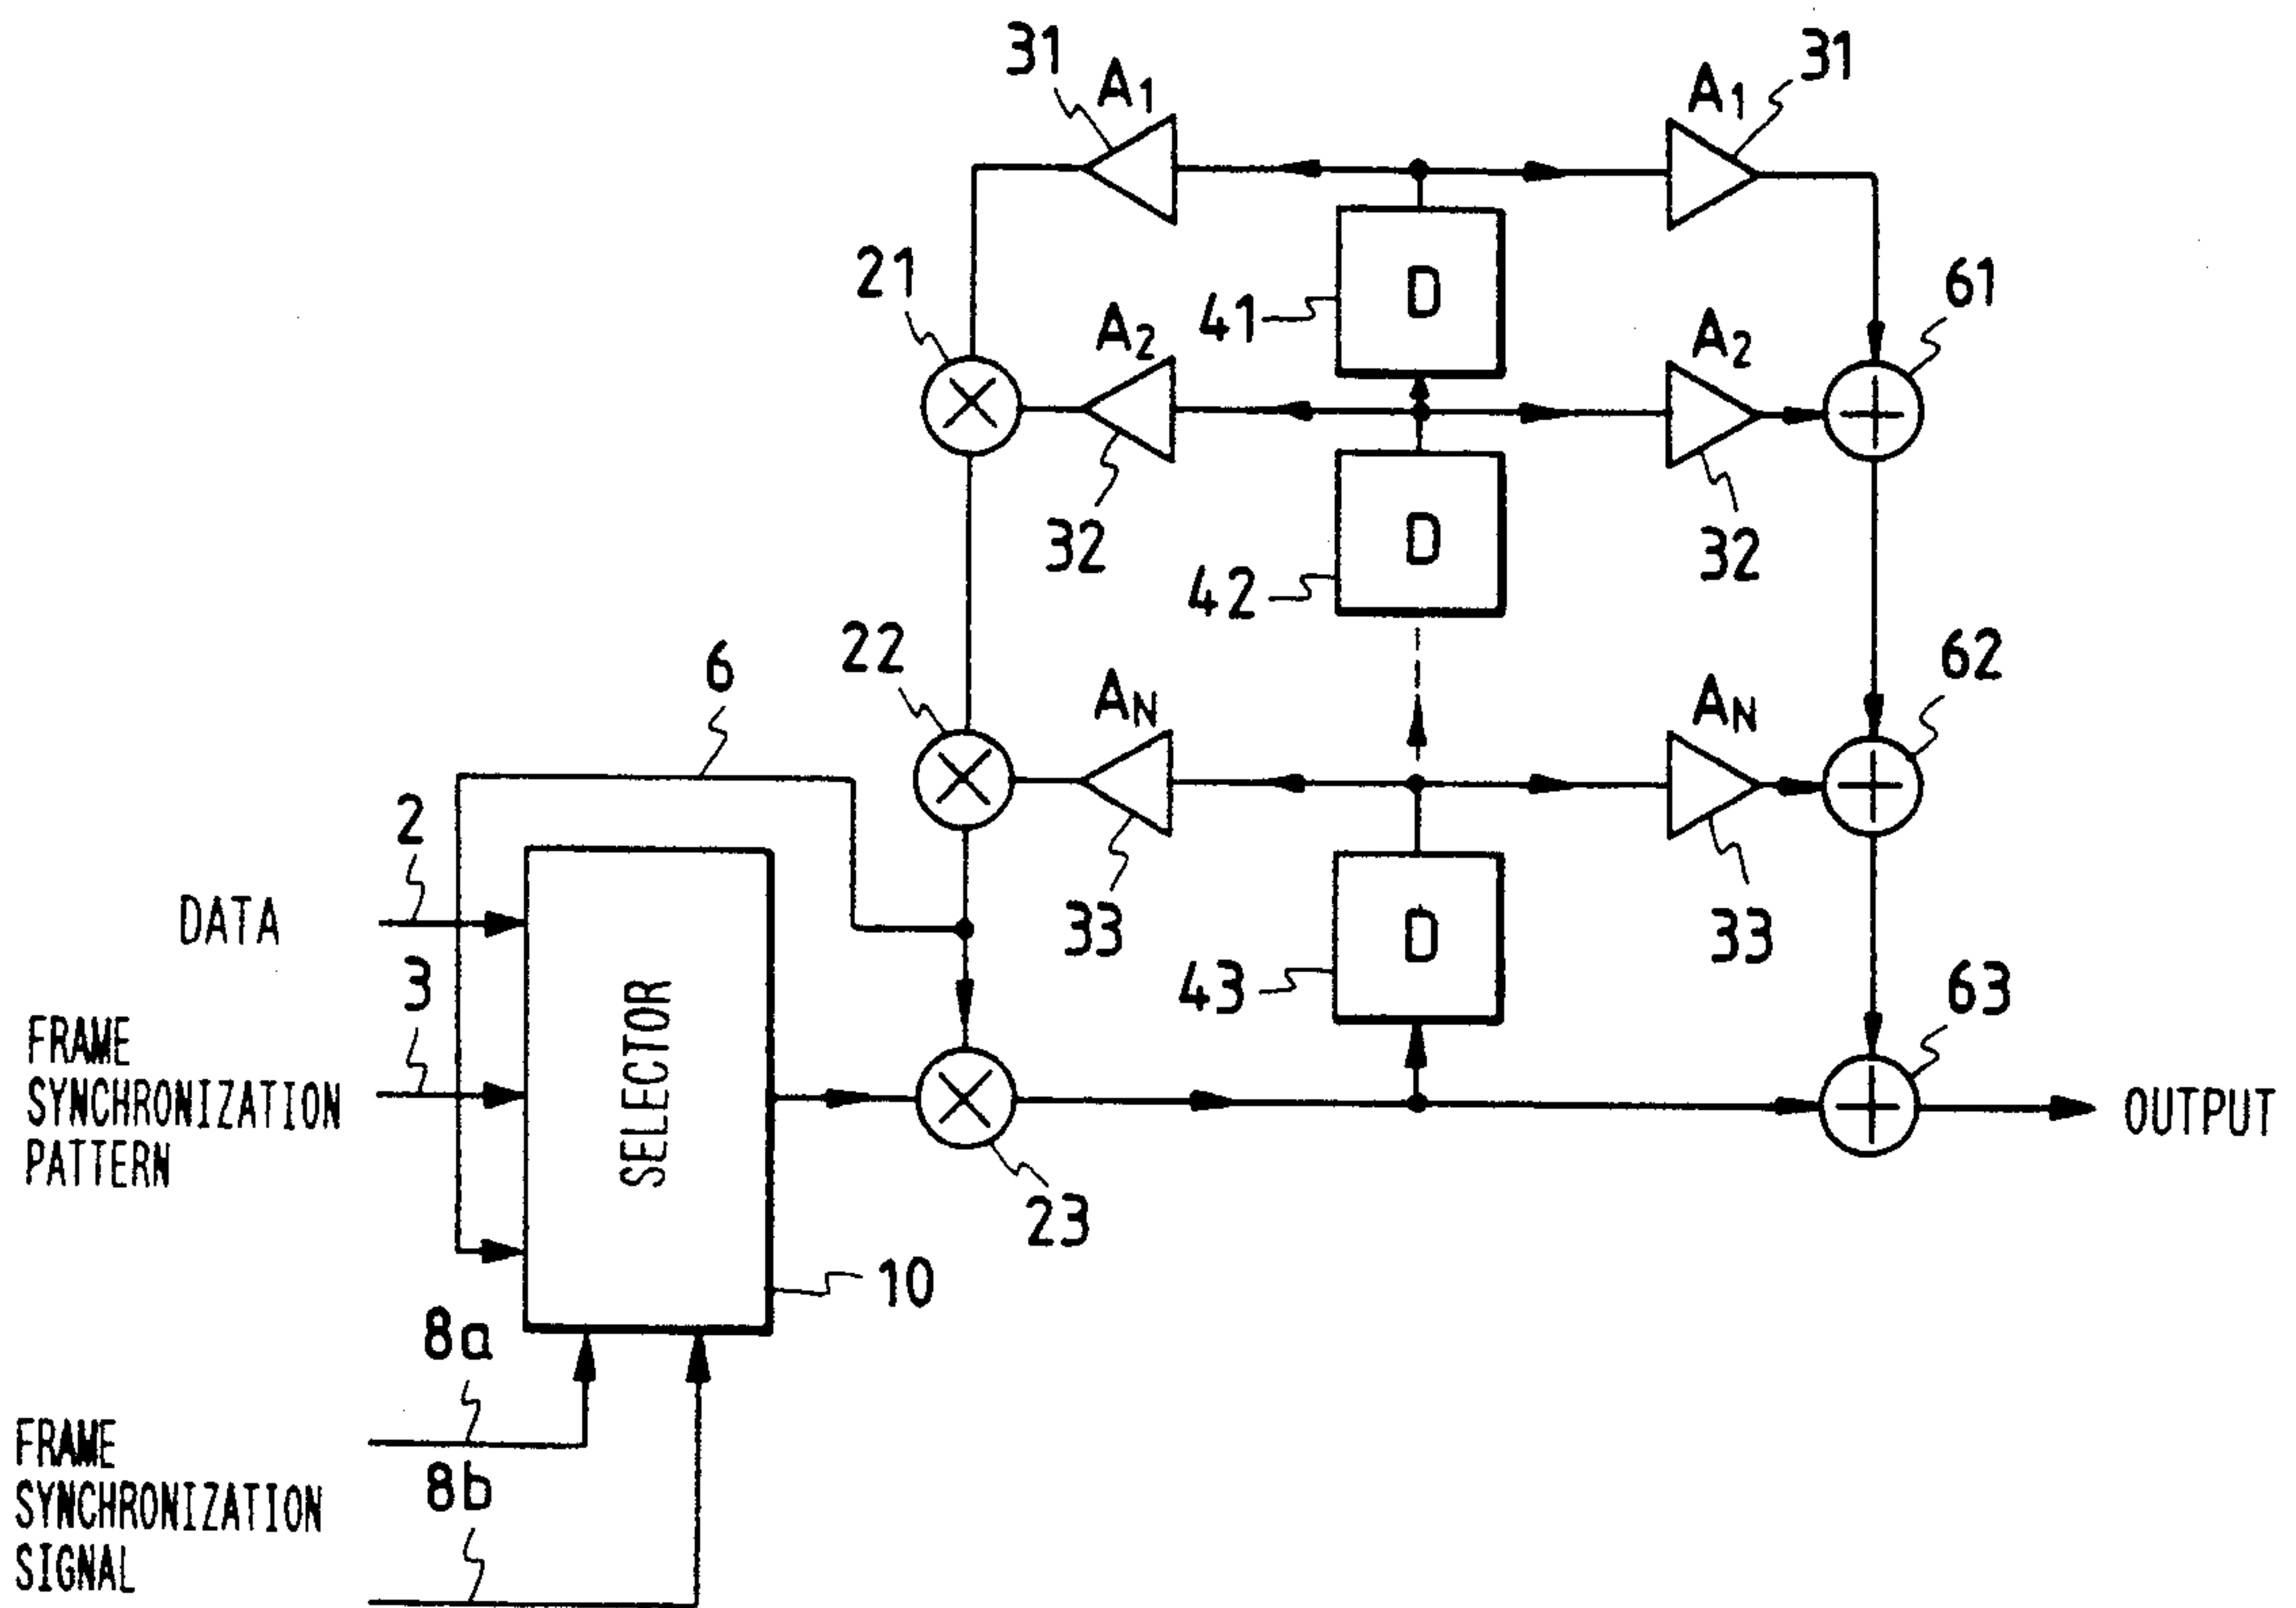 31
A1
A1
31
21
A2
41
D
A2
61
32
42
D
32
6
22
AN
AN
62
2
DATA
33
43
D
33
63
3
FRAME
SYNCHRONIZATION
PATTERN
SELECTOR
OUTPUT
23
10
8a
FRAME
SYNCHRONIZATION
SIGNAL
8b